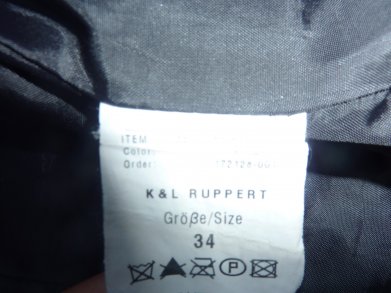 ITEM
Color:
Order:
K&L RUPPERT
Größe/Size
34
P